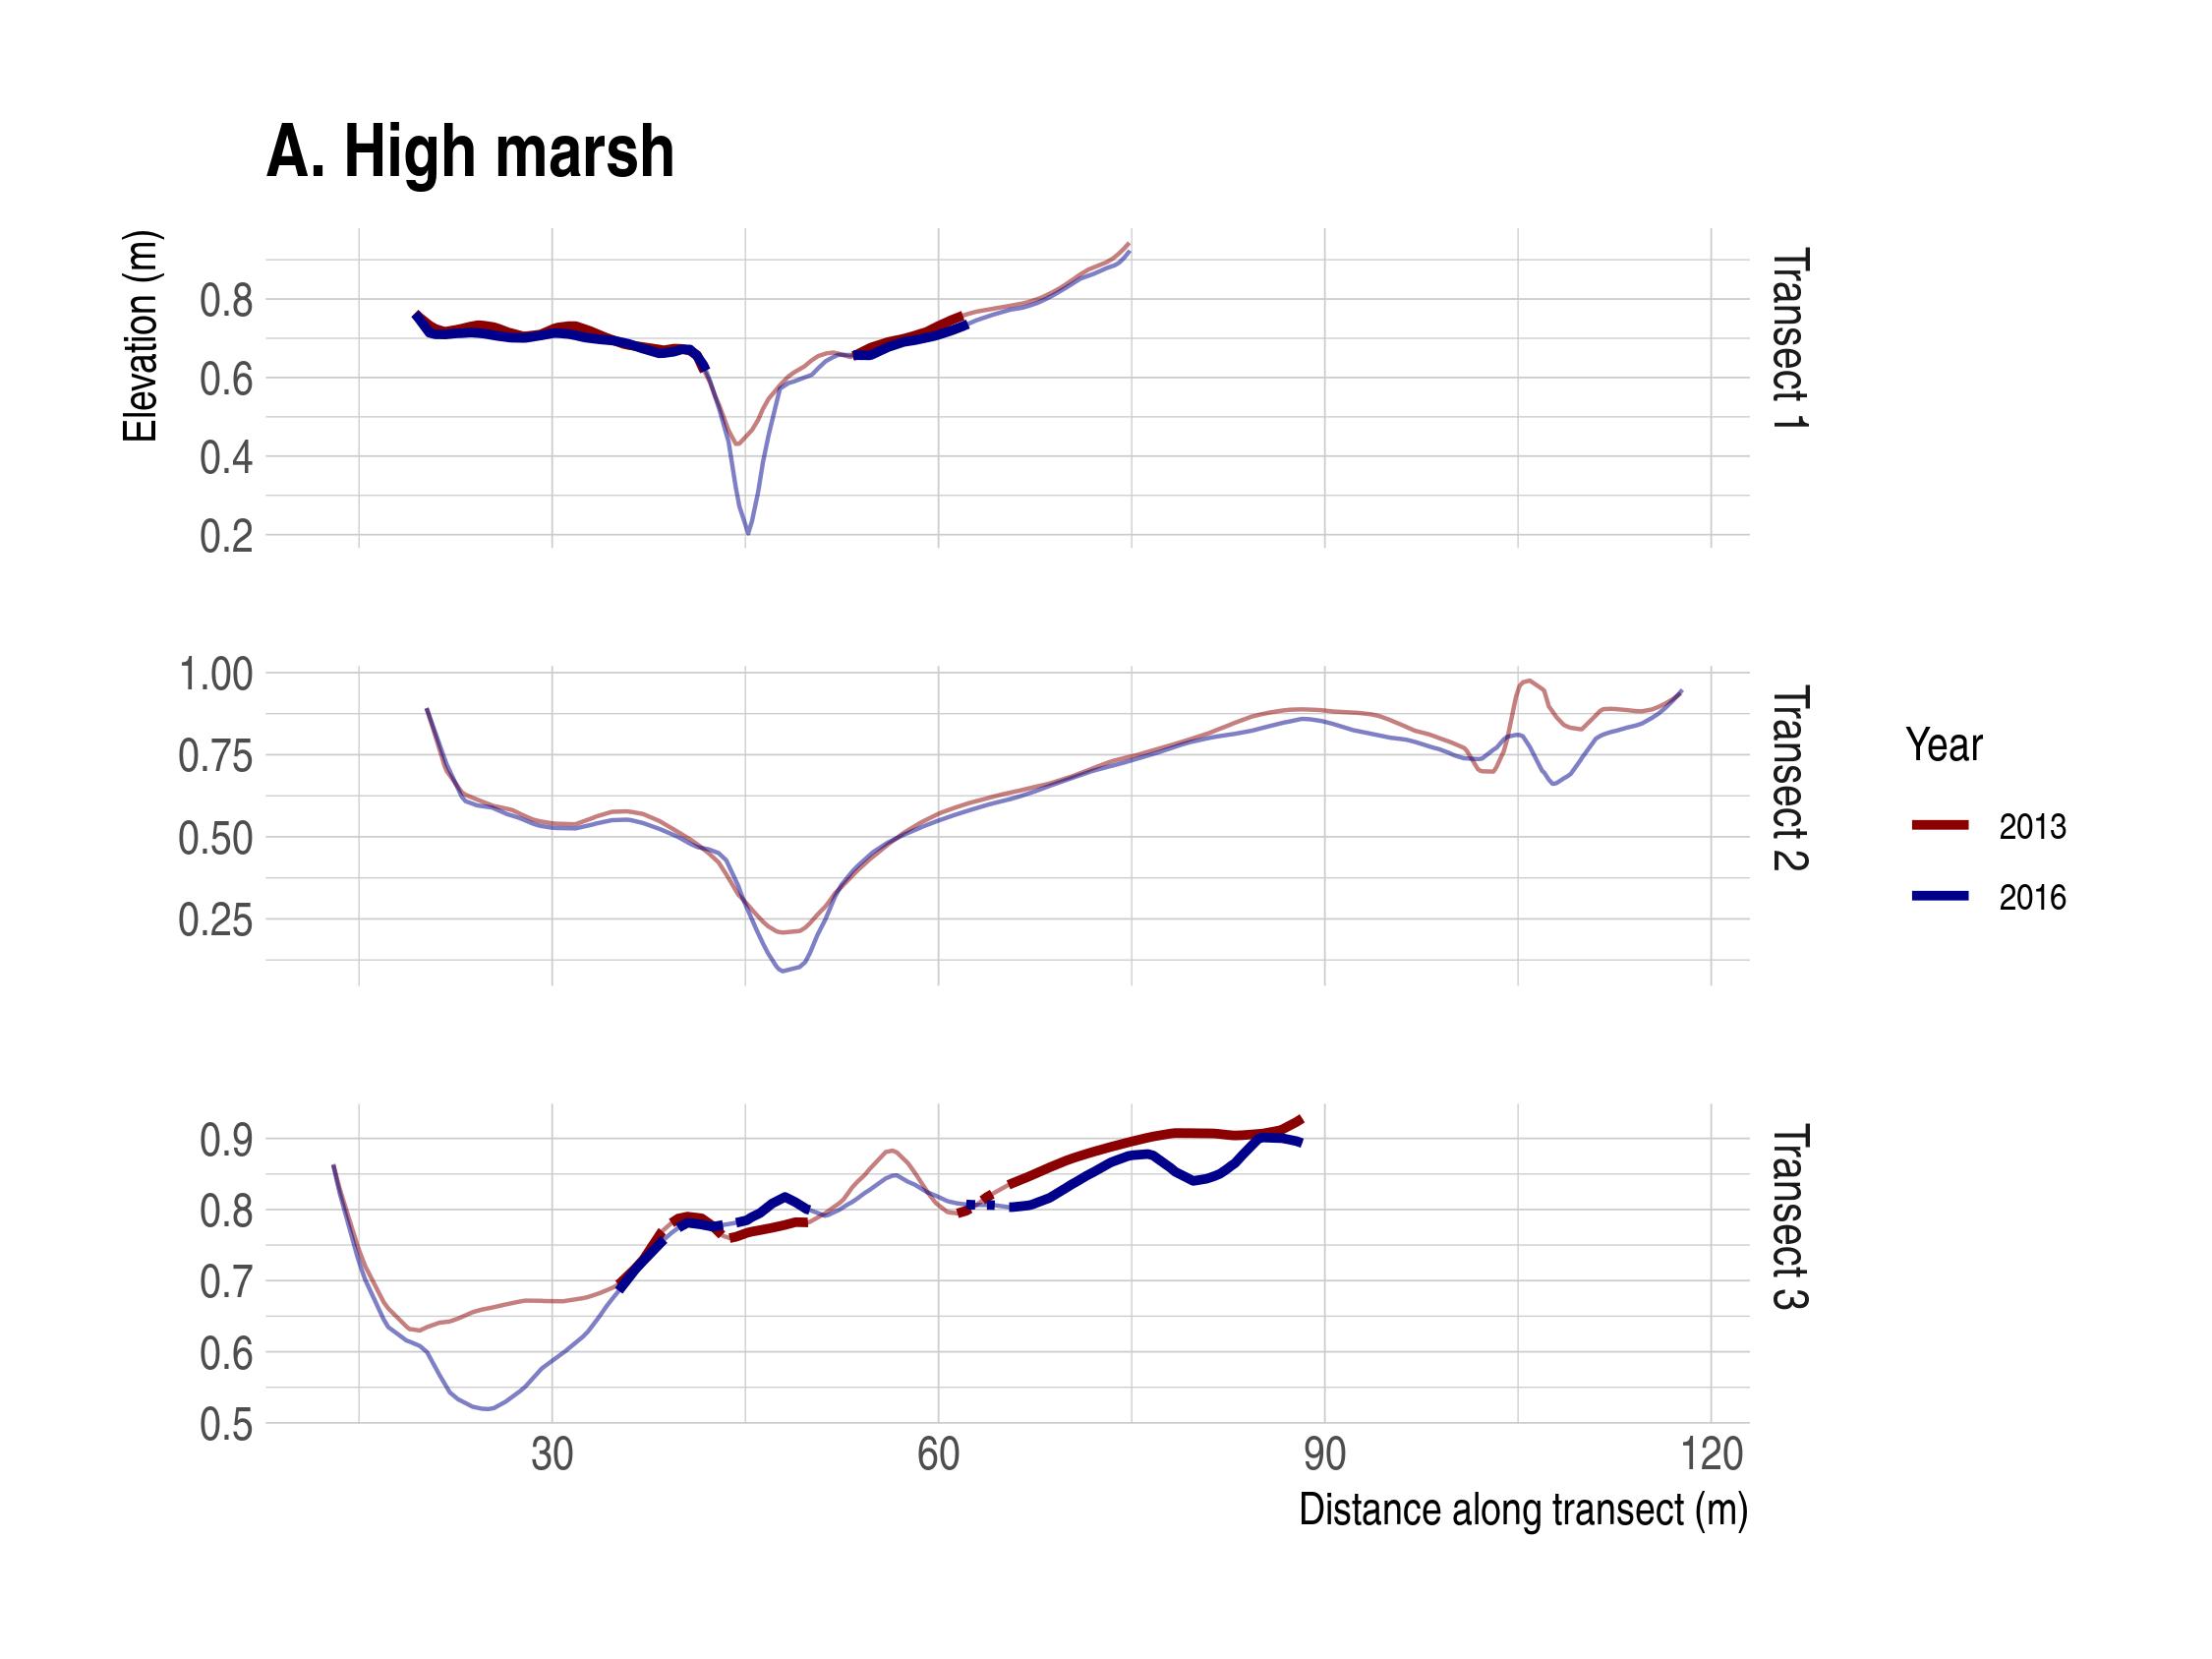 A. High marsh
Elevation (m)
0.8
0.6
0.4
0.2
Transect 1
1.00
0.75
0.50
0.25
Transect 2
0.9
0.8
0.7
0.6
0.5
Transect 3
30 60 90 120
Distance along transect (m)
Year
2013
2016